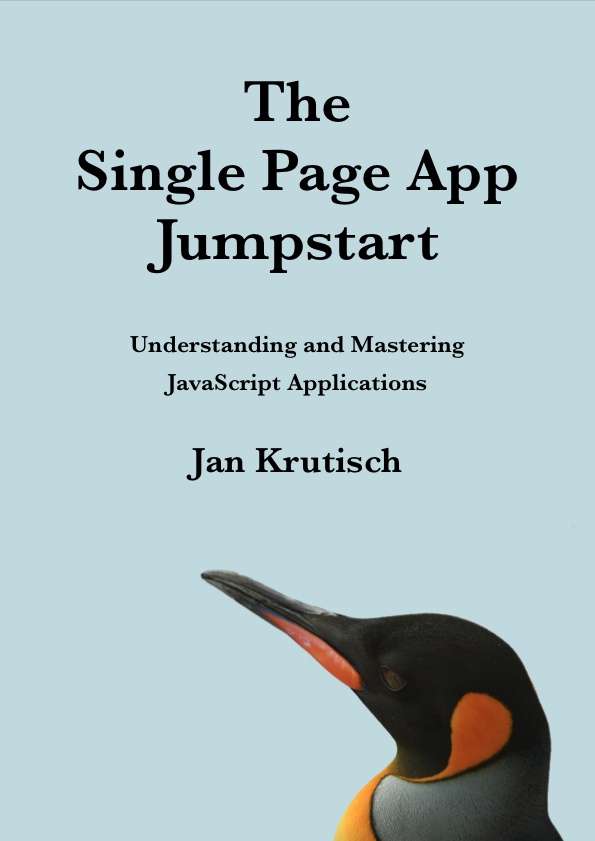 The
Single Page App
Jumpstart
Understanding and Mastering
JavaScript Applications
Jan Krutisch